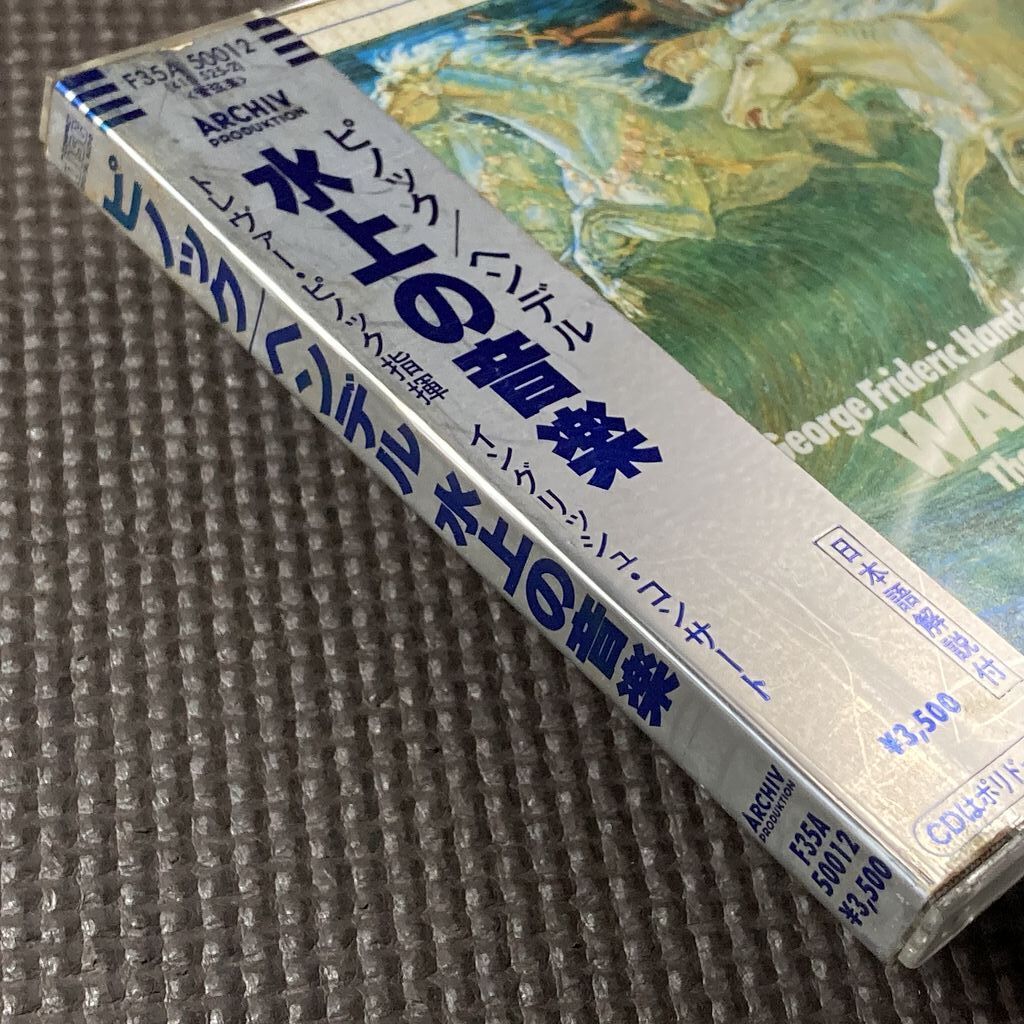 F35A 50012
ARCHIV
PRODUKTION
ピノック/ヘンデル
水上の音楽
トレヴァー・ピノック指揮
イングリッシュ・コンサート
日本語解説付
¥3,500
CDはポリド
George Frideric Hand
WAT
The
ピノック/ヘンデル 水上の音楽
ARCHIV
PRODUKTION
F35A
50012
¥3,500